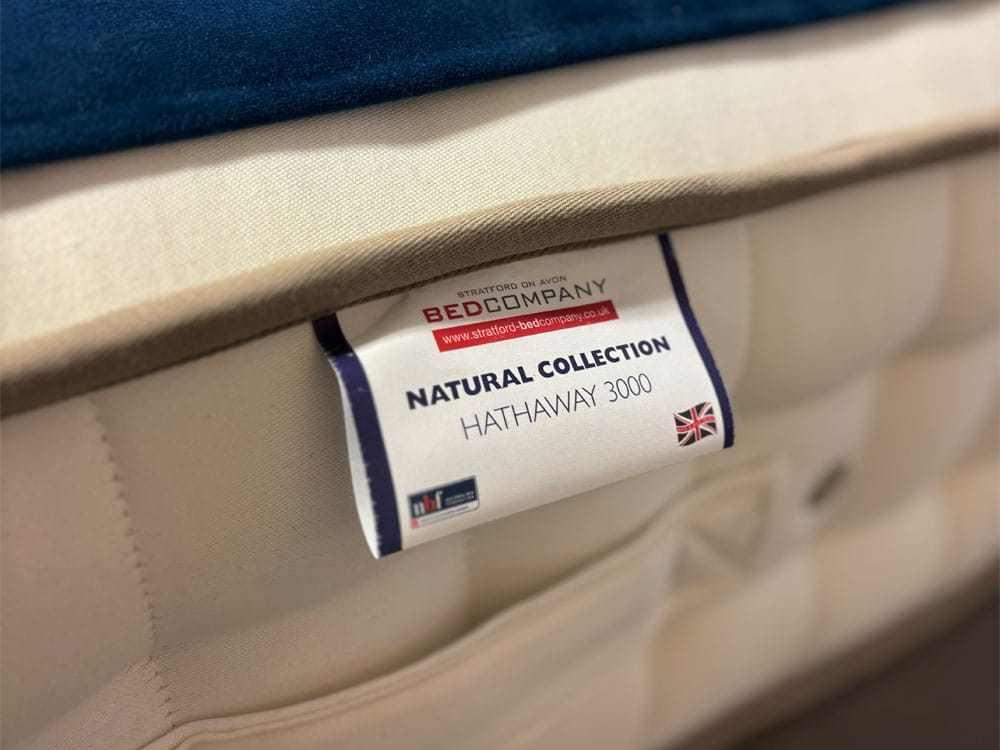 STRATFORD ON AVON
BEDCOMPANY
www.stratford-bedcompany.co.uk
NATURAL COLLECTION
HATHAWAY 3000
nbf